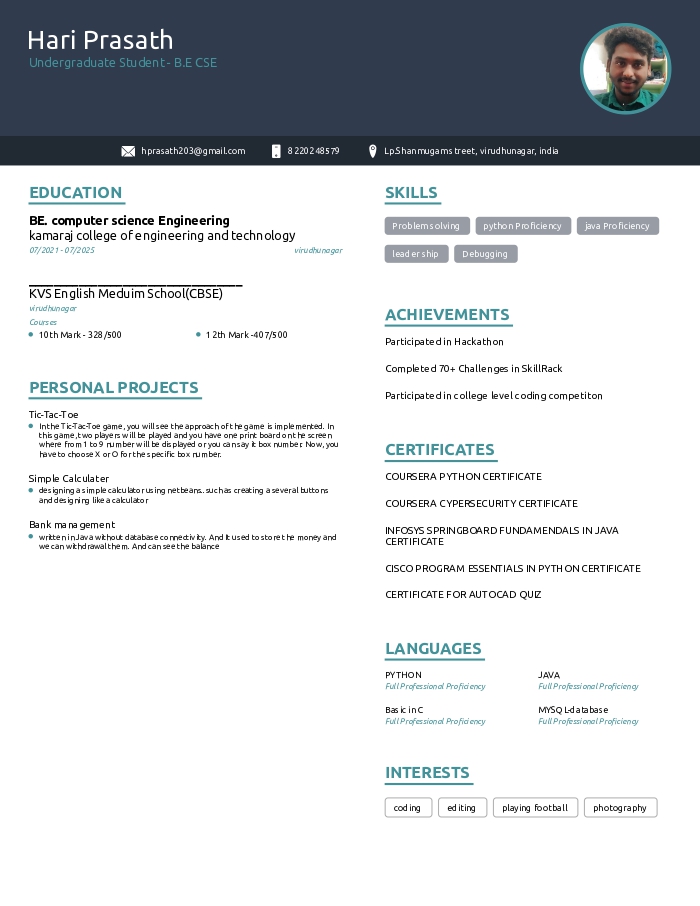 Hari Prasath
Undergraduate Student - B.E CSE
hprasath203@gmail.com
8220248579
Lp.Shanmugam street, virudhunagar, india
EDUCATION
BE. computer science Engineering
kamaraj college of engineering and technology
07/2021 - 07/2025
virudhunagar
KVS English Meduim School(CBSE)
virudhunagar
Courses
10th Mark - 328/500
12th Mark -407/500
PERSONAL PROJECTS
Tic-Tac-Toe
In the Tic-Tac-Toe game, you will see the approach of the game is implemented. In
this game, two players will be played and you have one print board on the screen
where from 1 to 9 number will be displayed or you can say it box number. Now, you
have to choose X or O for the specific box number.
Simple Calculater
designing a simple calculator using netbeans.. such as creating a several buttons
and designing like a calculator
Bank management
written in Java without database connectivity. And It used to store the money and
we can withdrawal them. And can see the balance
SKILLS
Problem solving
python Proficiency
java Proficiency
leader ship
Debugging
ACHIEVEMENTS
Participated in Hackathon
Completed 70+ Challenges in SkillRack
Participated in college level coding competiton
CERTIFICATES
COURSERA PYTHON CERTIFICATE
COURSERA CYPERSECURITY CERTIFICATE
INFOSYS SPRINGBOARD FUNDAMENDALS IN JAVA
CERTIFICATE
CISCO PROGRAM ESSENTIALS IN PYTHON CERTIFICATE
CERTIFICATE FOR AUTOCAD QUIZ
LANGUAGES
PYTHON
Full Professional Proficiency
JAVA
Full Professional Proficiency
Basic in C
Full Professional Proficiency
MYSQL-database
Full Professional Proficiency
INTERESTS
coding
editing
playing football
photography